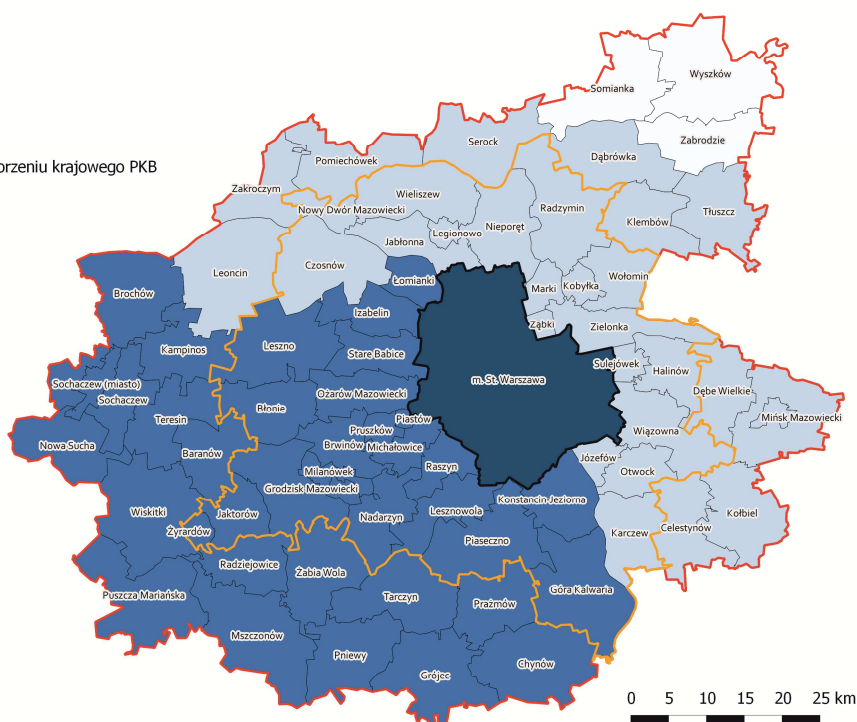 Wyszków
Somianka
Zabrodzie
Serock
Dąbrówka
Pomiechówek
orzeniu krajowego PKB
Zakroczym
Wieliszew
Nowy Dwór Mazowiecki
Radzymin
Tłuszcz
Klembów
Nieporęt
Legionowo
Jabłonna
Czosnów
Leoncin
Łomianki
Wołomin
Marki
Kobyłka
Brochów
Izabelin
Ząbki
Zielonka
Kampinos
Leszno
Stare Babice
Sulejówek
Halinów
m. St. Warszawa
Sochaczew (miasto)
Sochaczew
Ożarów Mazowiecki
Dębe Wielkie
Błonie
Teresin
Piastów
Mińsk Mazowiecki
Pruszków
Wiązowna
Nowa Sucha
Brwinów
Michałowice
Baranów
Józefów
Milanówek
Raszyn
Otwock
Grodzisk Mazowiecki
Konstancin-Jeziorna
Wiskitki
Jaktorów
Nadarzyn
Lesznowola
Kołbiel
Celestynów
Żyrardów
Karczew
Piaseczno
Radziejowice
Żabia Wola
Góra Kalwaria
Puszcza Mariańska
Tarczyn
Prażmów
Mszczonów
Pniewy
Chynów
Grójec
0 5 10 15 20 25 km